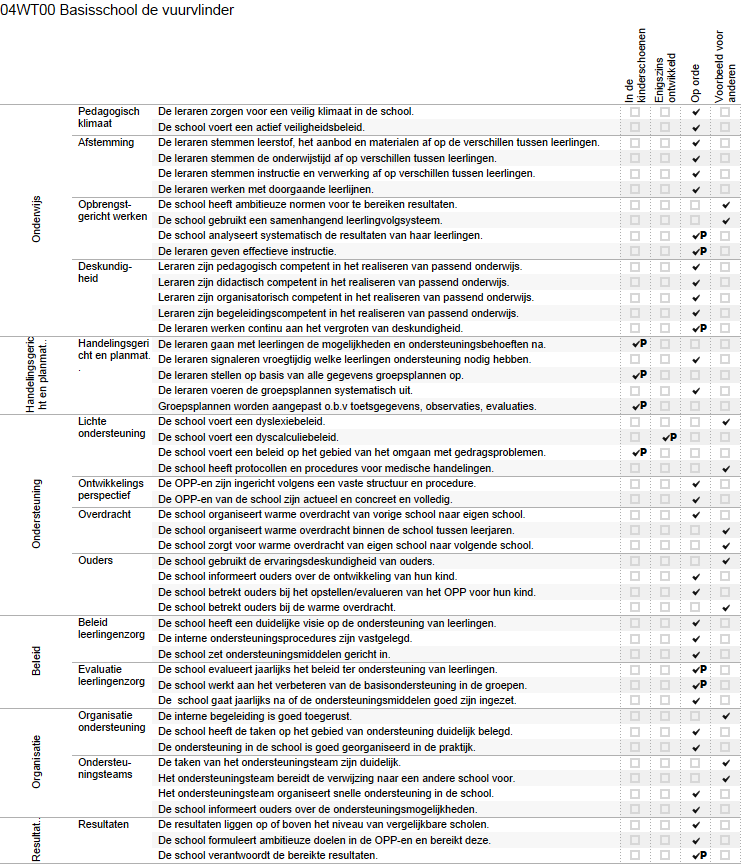 04WT00 Basisschool de vuurvlinder
In de kinderschoenen
Enigszins ontwikkeld
Op orde
Voorbeeld voor anderen
Onderwijs
Pedagogisch klimaat
De leraren zorgen voor een veilig klimaat in de school.
De school voert een actief veiligheidsbeleid.
Afstemming
De leraren stemmen leerstof, het aanbod en materialen af op de verschillen tussen leerlingen.
De leraren stemmen de onderwijstijd af op verschillen tussen leerlingen.
De leraren stemmen instructie en verwerking af op verschillen tussen leerlingen.
De leraren werken met doorgaande leerlijnen.
Opbrengst-
gericht werken
De school heeft ambitieuze normen voor te bereiken resultaten.
De school gebruikt een samenhangend leerlingvolgsysteem.
De school analyseert systematisch de resultaten van haar leerlingen. ✔P
De leraren geven effectieve instructie. ✔P
Deskundig-
heid
Leraren zijn pedagogisch competent in het realiseren van passend onderwijs.
Leraren zijn didactisch competent in het realiseren van passend onderwijs.
Leraren zijn organisatorisch competent in het realiseren van passend onderwijs.
Leraren zijn begeleidingscompetent in het realiseren van passend onderwijs.
De leraren werken continu aan het vergroten van deskundigheid. ✔P
Handelingsgeric
ht en planmat..
Handelingsgeri
cht en planmat.
.
De leraren gaan met leerlingen de mogelijkheden en ondersteuningsbehoeften na. ✔P
De leraren signaleren vroegtijdig welke leerlingen ondersteuning nodig hebben.
De leraren stellen op basis van alle gegevens groepsplannen op. ✔P
De leraren voeren de groepsplannen systematisch uit.
Groepsplannen worden aangepast o.b.v toetsgegevens, observaties, evaluaties. ✔P
Ondersteuning
Lichte
ondersteuning
De school voert een dyslexiebeleid.
De school voert een dyscalculiebeleid. ✔P
De school voert een beleid op het gebied van het omgaan met gedragsproblemen. ✔P
De school heeft protocollen en procedures voor medische handelingen.
Ontwikkelings
perspectief
De OPP-en zijn ingericht volgens een vaste structuur en procedure.
De OPP-en van de school zijn actueel en concreet en volledig.
Overdracht
De school organiseert warme overdracht van vorige school naar eigen school.
De school organiseert warme overdracht binnen de school tussen leerjaren.
De school zorgt voor warme overdracht van eigen school naar volgende school.
Ouders
De school gebruikt de ervaringsdeskundigheid van ouders.
De school informeert ouders over de ontwikkeling van hun kind.
De school betrekt ouders bij het opstellen/evalueren van het OPP voor hun kind.
De school betrekt ouders bij de warme overdracht.
Beleid
Beleid
leerlingenzorg
De school heeft een duidelijke visie op de ondersteuning van leerlingen.
De interne ondersteuningsprocedures zijn vastgelegd.
De school zet ondersteuningsmiddelen gericht in.
Evaluatie
leerlingenzorg
De school evalueert jaarlijks het beleid ter ondersteuning van leerlingen. ✔P
De school werkt aan het verbeteren van de basisondersteuning in de groepen. ✔P
De school gaat jaarlijks na of de ondersteuningsmiddelen goed zijn ingezet.
Organisatie
Organisatie
ondersteuning
De interne begeleiding is goed toegerust.
De school heeft de taken op het gebied van ondersteuning duidelijk belegd.
De ondersteuning in de school is goed georganiseerd in de praktijk.
Ondersteu-
ningsteams
De taken van het ondersteuningsteam zijn duidelijk.
Het ondersteuningsteam bereidt de verwijzing naar een andere school voor.
Het ondersteuningsteam organiseert snelle ondersteuning in de school.
De school informeert ouders over de ondersteuningsmogelijkheden.
Resultat..
Resultaten
De resultaten liggen op of boven het niveau van vergelijkbare scholen.
De school formuleert ambitieuze doelen in de OPP-en en bereikt deze.
De school verantwoordt de bereikte resultaten. ✔P